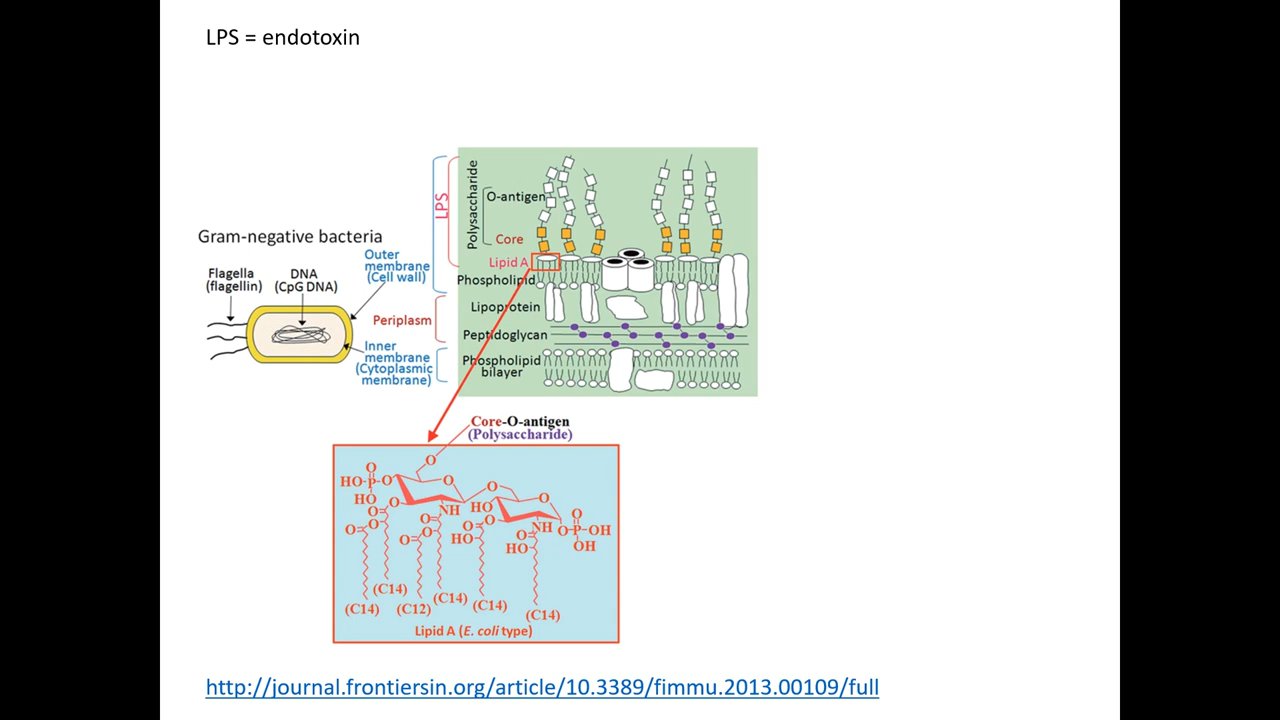 LPS = endotoxin
Gram-negative bacteria
Flagella
(flagellin)
DNA
(CpG DNA)
Outer
membrane
(Cell wall)
Periplasm
Inner
membrane
(Cytoplasmic
membrane)
LPS
Polysaccharide
O-antigen
Core
Lipid A
Phospholipid
Lipoprotein
Peptidoglycan
Phospholipid
bilayer
Core-O-antigen
(Polysaccharide)
O
O
HO-P-O
HO
O
O
O
NH
HO
O
O
O
O
O
O
O
O
O
O
HO
NH
O
HO
O
O-P-OH
OH
(C14)
(C14)
(C12)
(C14)
(C14)
(C14)
Lipid A (E. coli type)
http://journal.frontiersin.org/article/10.3389/fimmu.2013.00109/full